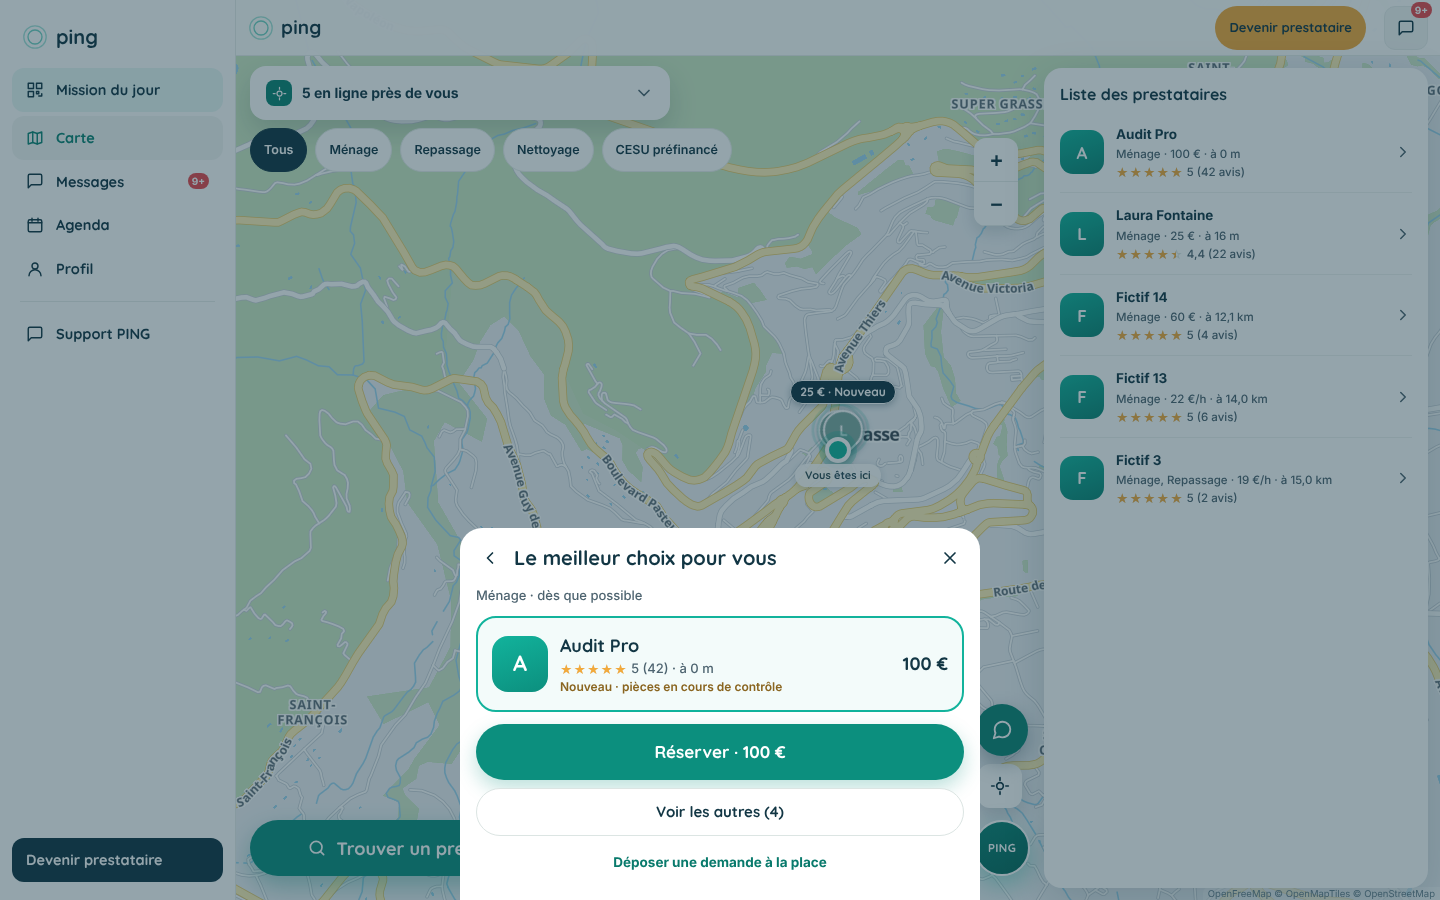 ping
Mission du jour
Carte
Messages
9+
Agenda
Profil
Support PING
Devenir prestataire
ping
Devenir prestataire
9+
5 en ligne près de vous
Tous
Ménage
Repassage
Nettoyage
CESU préfinancé
SAINT
SUPER GRASS
+
−
Avenue Victoria
Avenue Thiers
25 € · Nouveau
L
asse
Vous êtes ici
Avenue Guy de
Boulevard Paste
Route de
SAINT-
FRANÇOIS
Saint-François
Trouver un pre
PING
Liste des prestataires
A
Audit Pro
Ménage · 100 € · à 0 m
★★★★★ 5 (42 avis)
L
Laura Fontaine
Ménage · 25 € · à 16 m
★★★★★ 4,4 (22 avis)
F
Fictif 14
Ménage · 60 € · à 12,1 km
★★★★★ 5 (4 avis)
F
Fictif 13
Ménage · 22 €/h · à 14,0 km
★★★★★ 5 (6 avis)
F
Fictif 3
Ménage, Repassage · 19 €/h · à 15,0 km
★★★★★ 5 (2 avis)
OpenFreeMap © OpenMapTiles © OpenStreetMap
Le meilleur choix pour vous
Ménage · dès que possible
A
Audit Pro
★★★★★ 5 (42) · à 0 m
Nouveau · pièces en cours de contrôle
100 €
Réserver · 100 €
Voir les autres (4)
Déposer une demande à la place